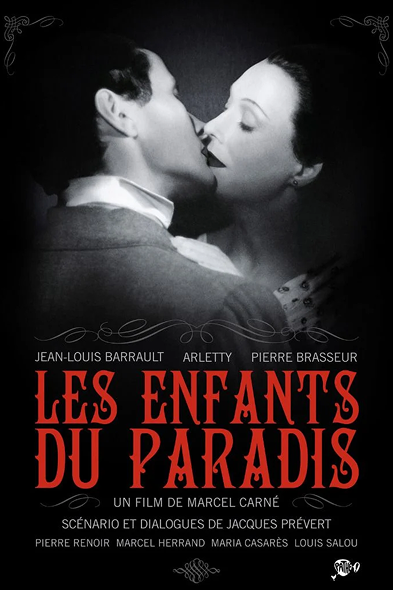 JEAN-LOUIS BARRAULT ARLETTY PIERRE BRASSEUR
LES ENFANTS
DU PARADIS
UN FILM DE MARCEL CARNÉ
SCÉNARIO ET DIALOGUES DE JACQUES PRÉVERT
PIERRE RENOIR MARCEL HERRAND MARIA CASARÈS LOUIS SALOU
PATHÉ